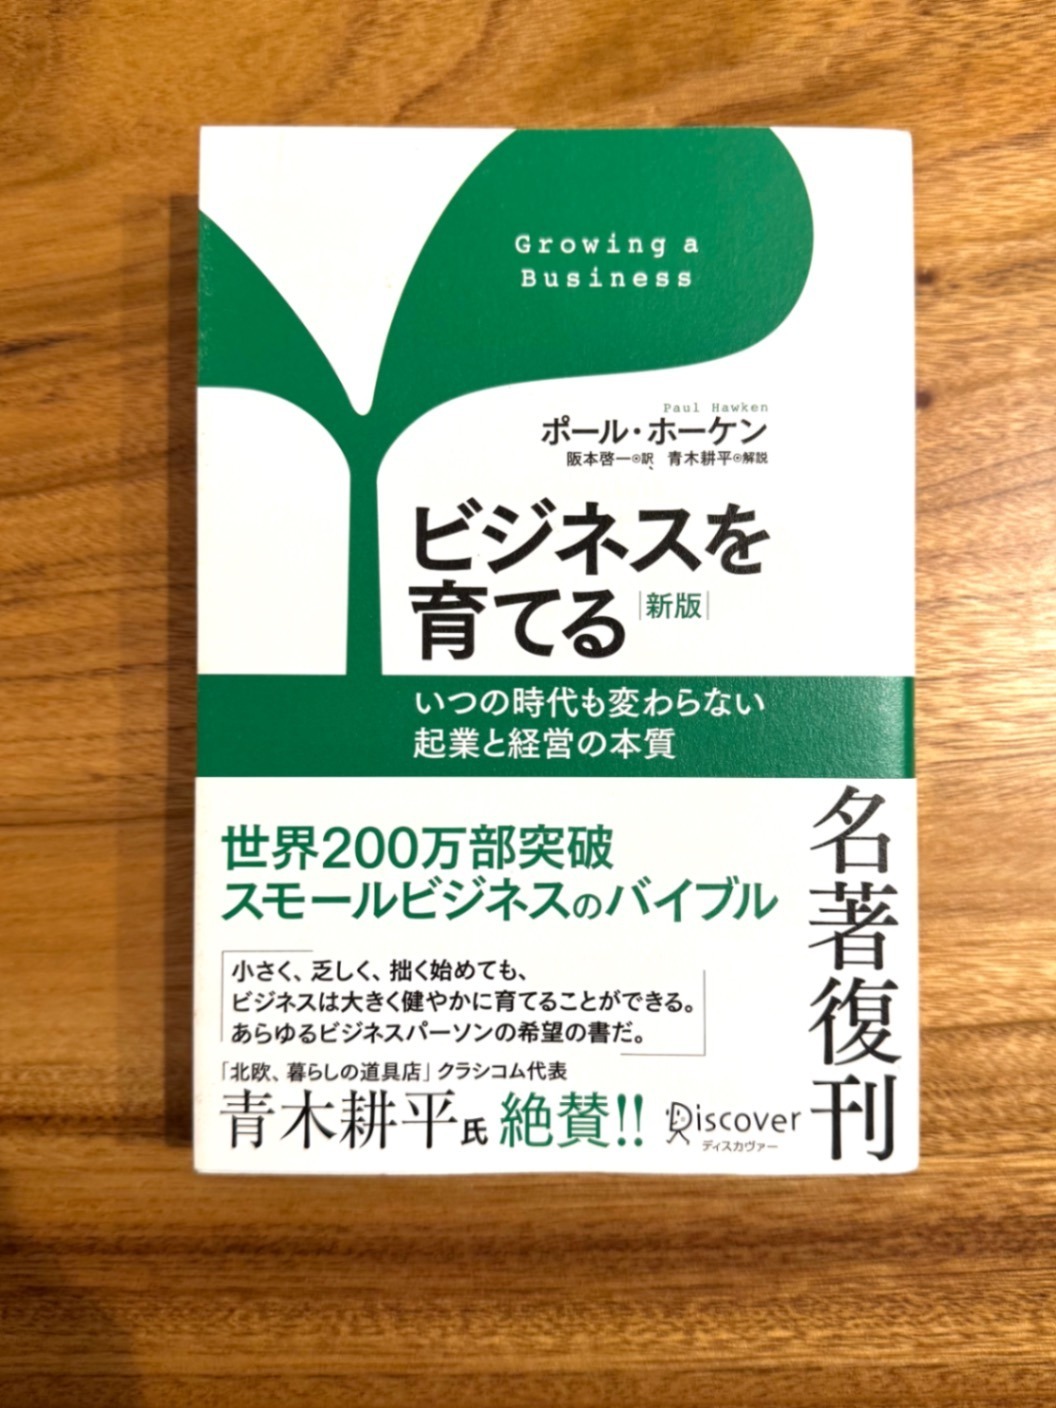 Growing a
Business
Paul Hawken
ポール・ホーケン
阪本啓一◎訳、青木耕平◎解説
ビジネスを
育てる
新版
いつの時代も変わらない
起業と経営の本質
名著復刊
世界200万部突破
スモールビジネスのバイブル
小さく、乏しく、拙く始めても、
ビジネスは大きく健やかに育てることができる。
あらゆるビジネスパーソンの希望の書だ。
「北欧、暮らしの道具店」クラシコム代表
青木耕平氏 絶賛!!
Discover
ディスカヴァー